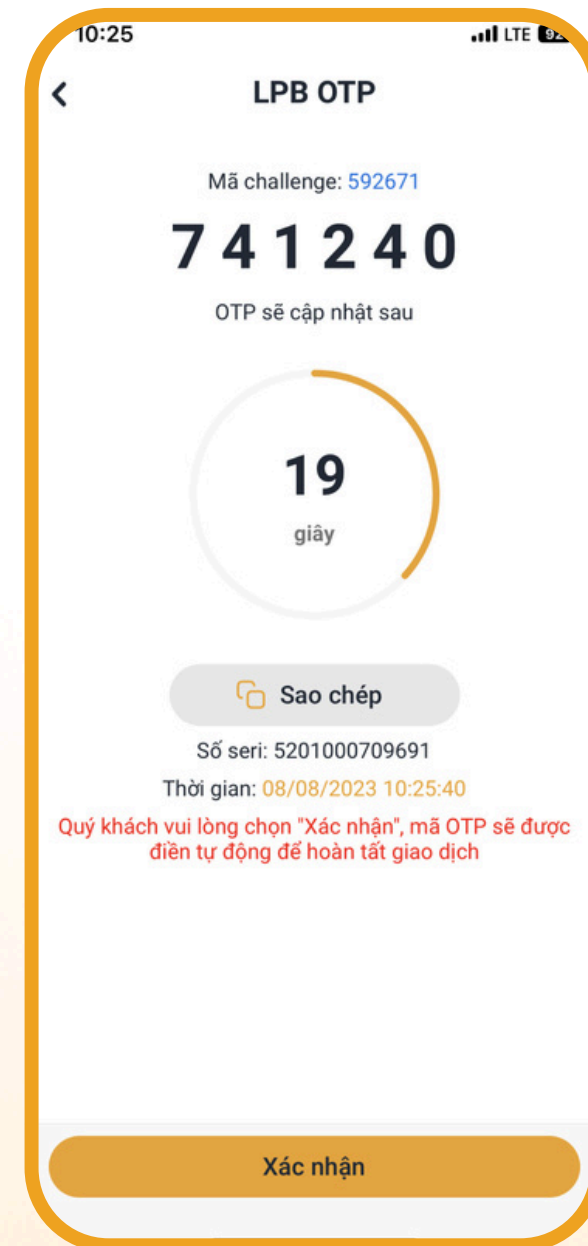 10:25 LTE 92
LPB OTP
Mã challenge: 592671
741240
OTP sẽ cập nhật sau
19
giây
Sao chép
Số seri: 5201000709691
Thời gian: 08/08/2023 10:25:40
Quý khách vui lòng chọn "Xác nhận", mã OTP sẽ được
điền tự động để hoàn tất giao dịch
Xác nhận